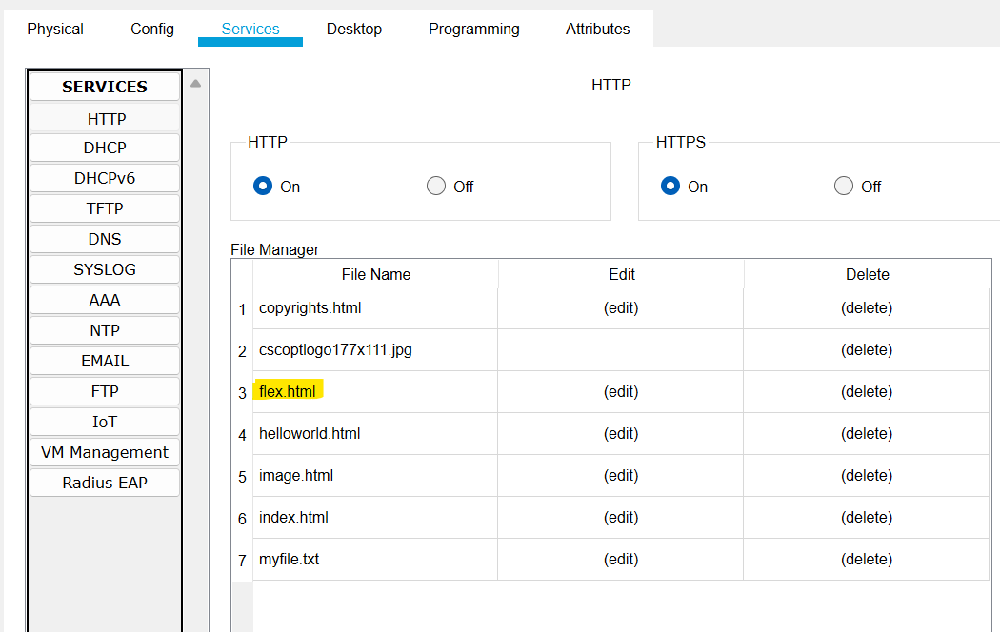 Physical Config Services Desktop Programming Attributes
SERVICES
HTTP
DHCP
DHCPv6
TFTP
DNS
SYSLOG
AAA
NTP
EMAIL
FTP
IoT
VM Management
Radius EAP
HTTP
HTTP
On Off
HTTPS
On Off
File Manager
File Name Edit Delete
1 copyrights.html (edit) (delete)
2 cscoptlogo177x111.jpg (delete)
3 flex.html (edit) (delete)
4 helloworld.html (edit) (delete)
5 image.html (edit) (delete)
6 index.html (edit) (delete)
7 myfile.txt (edit) (delete)